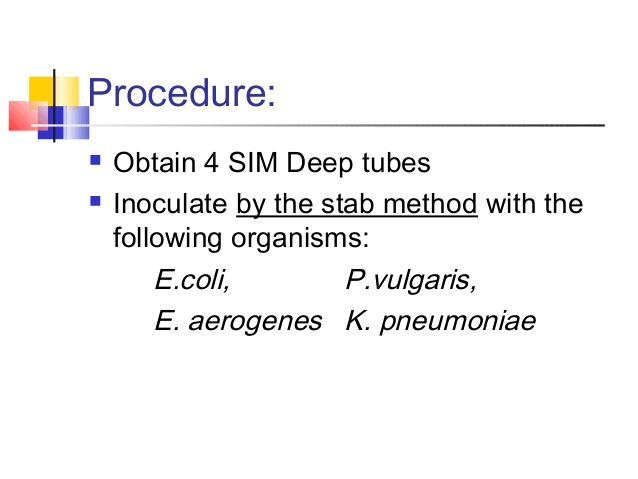 Procedure:
Obtain 4 SIM Deep tubes
Inoculate by the stab method with the
following organisms:
E.coli, P.vulgaris,
E. aerogenes K. pneumoniae